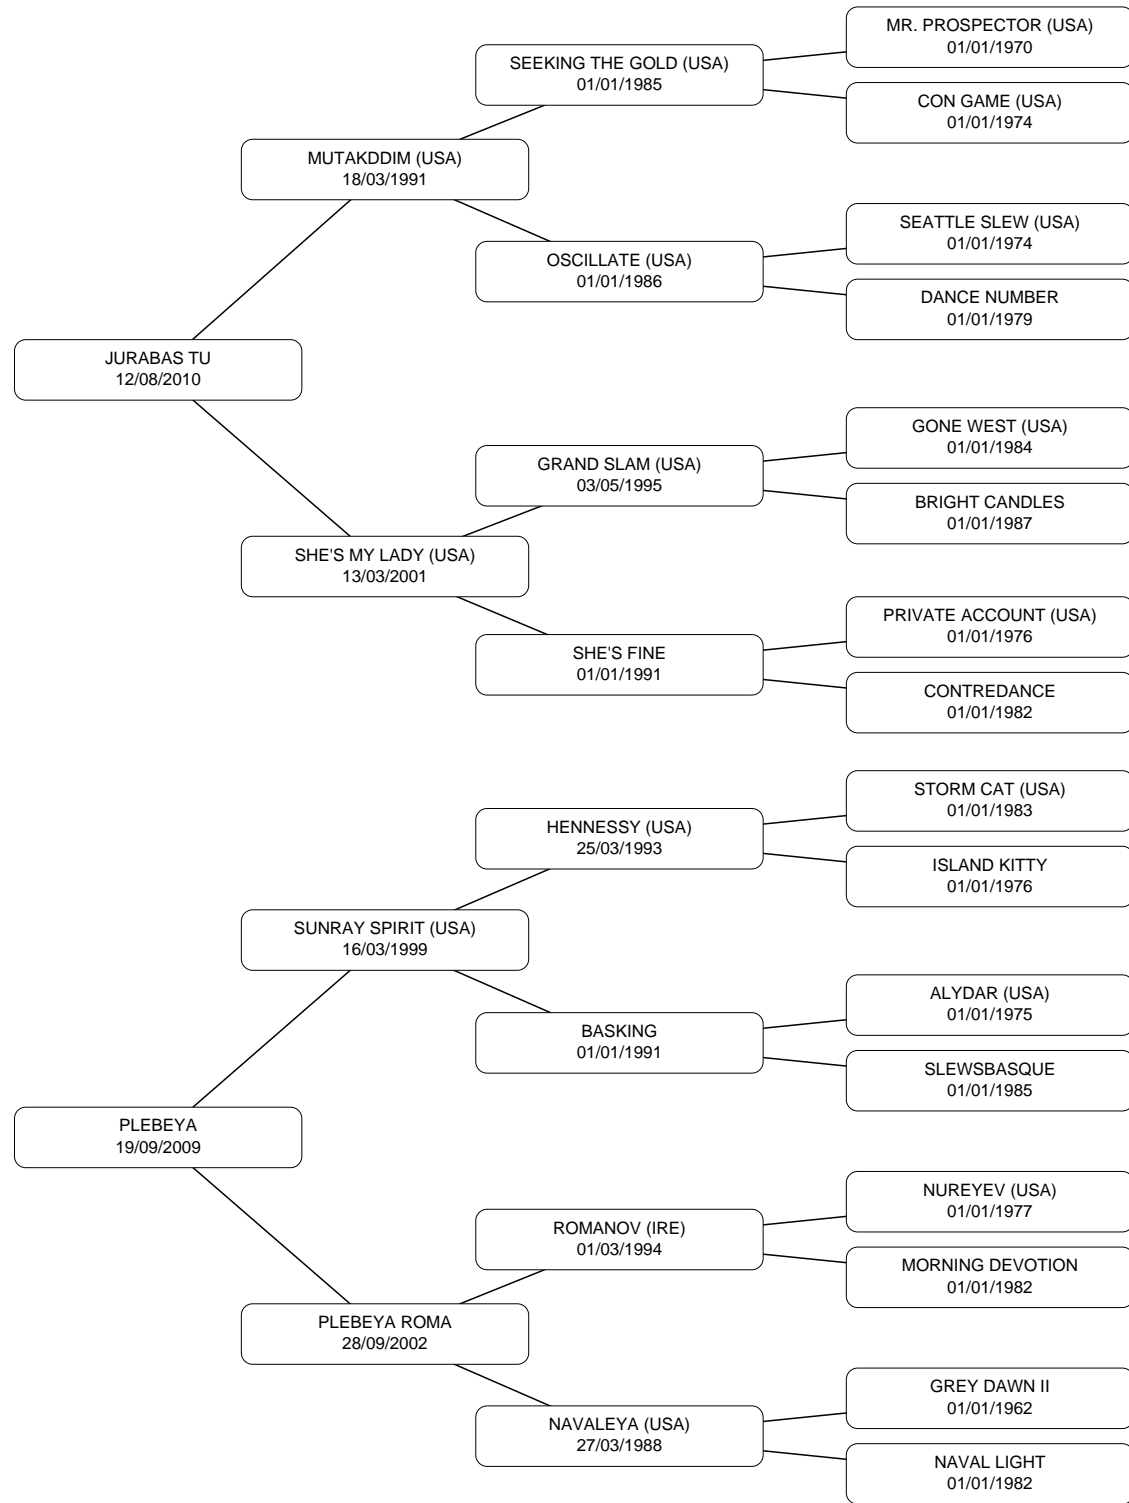 MR. PROSPECTOR (USA)
01/01/1970
SEEKING THE GOLD (USA)
01/01/1985
CON GAME (USA)
01/01/1974
MUTAKDDIM (USA)
18/03/1991
SEATTLE SLEW (USA)
01/01/1974
OSCILLATE (USA)
01/01/1986
DANCE NUMBER
01/01/1979
JURABAS TU
12/08/2010
GONE WEST (USA)
01/01/1984
GRAND SLAM (USA)
03/05/1995
BRIGHT CANDLES
01/01/1987
SHE'S MY LADY (USA)
13/03/2001
PRIVATE ACCOUNT (USA)
01/01/1976
SHE'S FINE
01/01/1991
CONTREDANCE
01/01/1982
STORM CAT (USA)
01/01/1983
HENNESSY (USA)
25/03/1993
ISLAND KITTY
01/01/1976
SUNRAY SPIRIT (USA)
16/03/1999
ALYDAR (USA)
01/01/1975
BASKING
01/01/1991
SLEWSBASQUE
01/01/1985
PLEBEYA
19/09/2009
NUREYEV (USA)
01/01/1977
ROMANOV (IRE)
01/03/1994
MORNING DEVOTION
01/01/1982
PLEBEYA ROMA
28/09/2002
GREY DAWN II
01/01/1962
NAVALEYA (USA)
27/03/1988
NAVAL LIGHT
01/01/1982